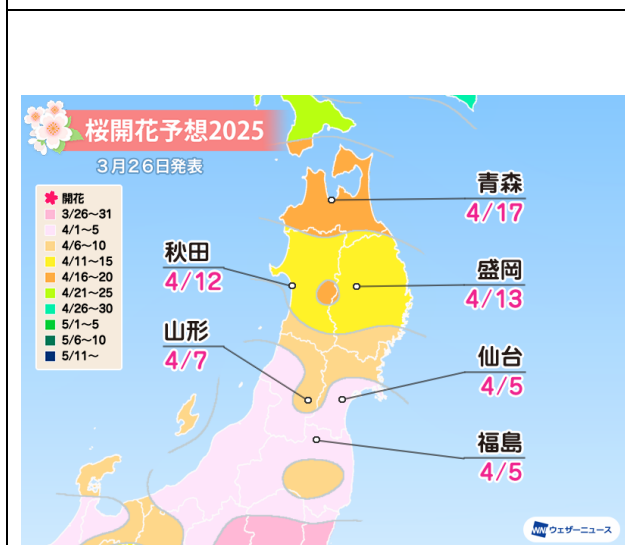 桜開花予想2025
3月26日発表
開花
3/26~31
4/1~5
4/6~10
4/11~15
4/16~20
4/21~25
4/26~30
5/1~5
5/6~10
5/11~
青森
4/17
秋田
4/12
盛岡
4/13
山形
4/7
仙台
4/5
福島
4/5
WN ウェザーニュース